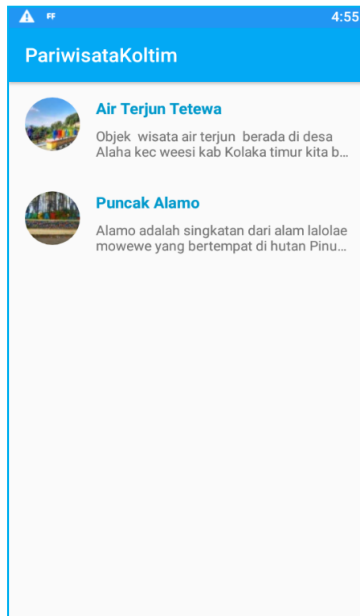 FF 4:55
PariwisataKoltim
Air Terjun Tetewa
Objek wisata air terjun berada di desa
Alaha kec weesi kab Kolaka timur kita b...
Puncak Alamo
Alamo adalah singkatan dari alam lalolae
mowewe yang bertempat di hutan Pinu...